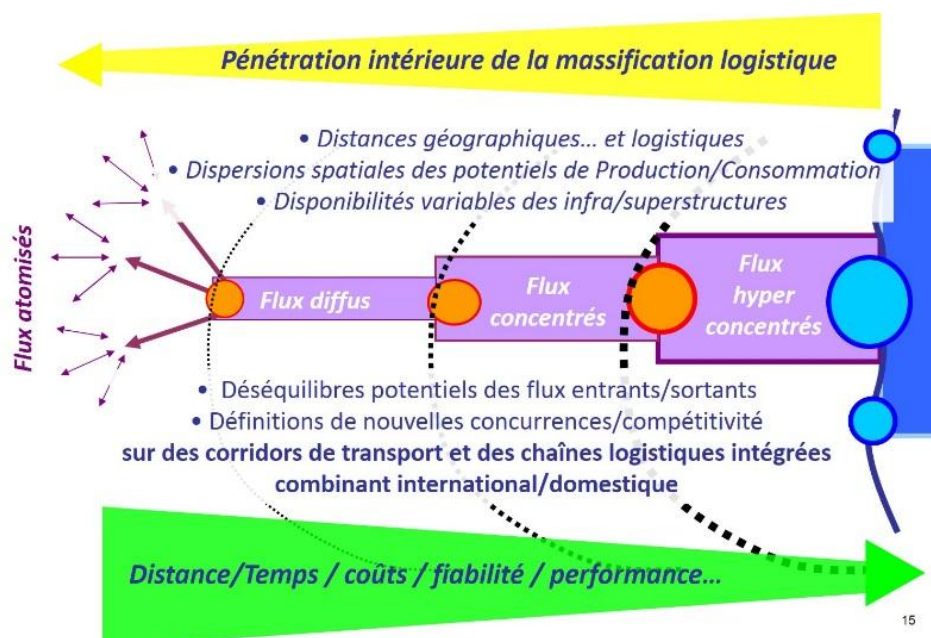 Pénétration intérieure de la massification logistique
• Distances géographiques... et logistiques
• Dispersions spatiales des potentiels de Production/Consommation
• Disponibilités variables des infra/superstructures
Flux atomisés
Flux diffus
Flux
concentrés
Flux
hyper
concentrés
• Déséquilibres potentiels des flux entrants/sortants
• Définitions de nouvelles concurrences/compétitivité
sur des corridors de transport et des chaînes logistiques intégrées
combinant international/domestique
Distance/Temps / coûts / fiabilité / performance...
15